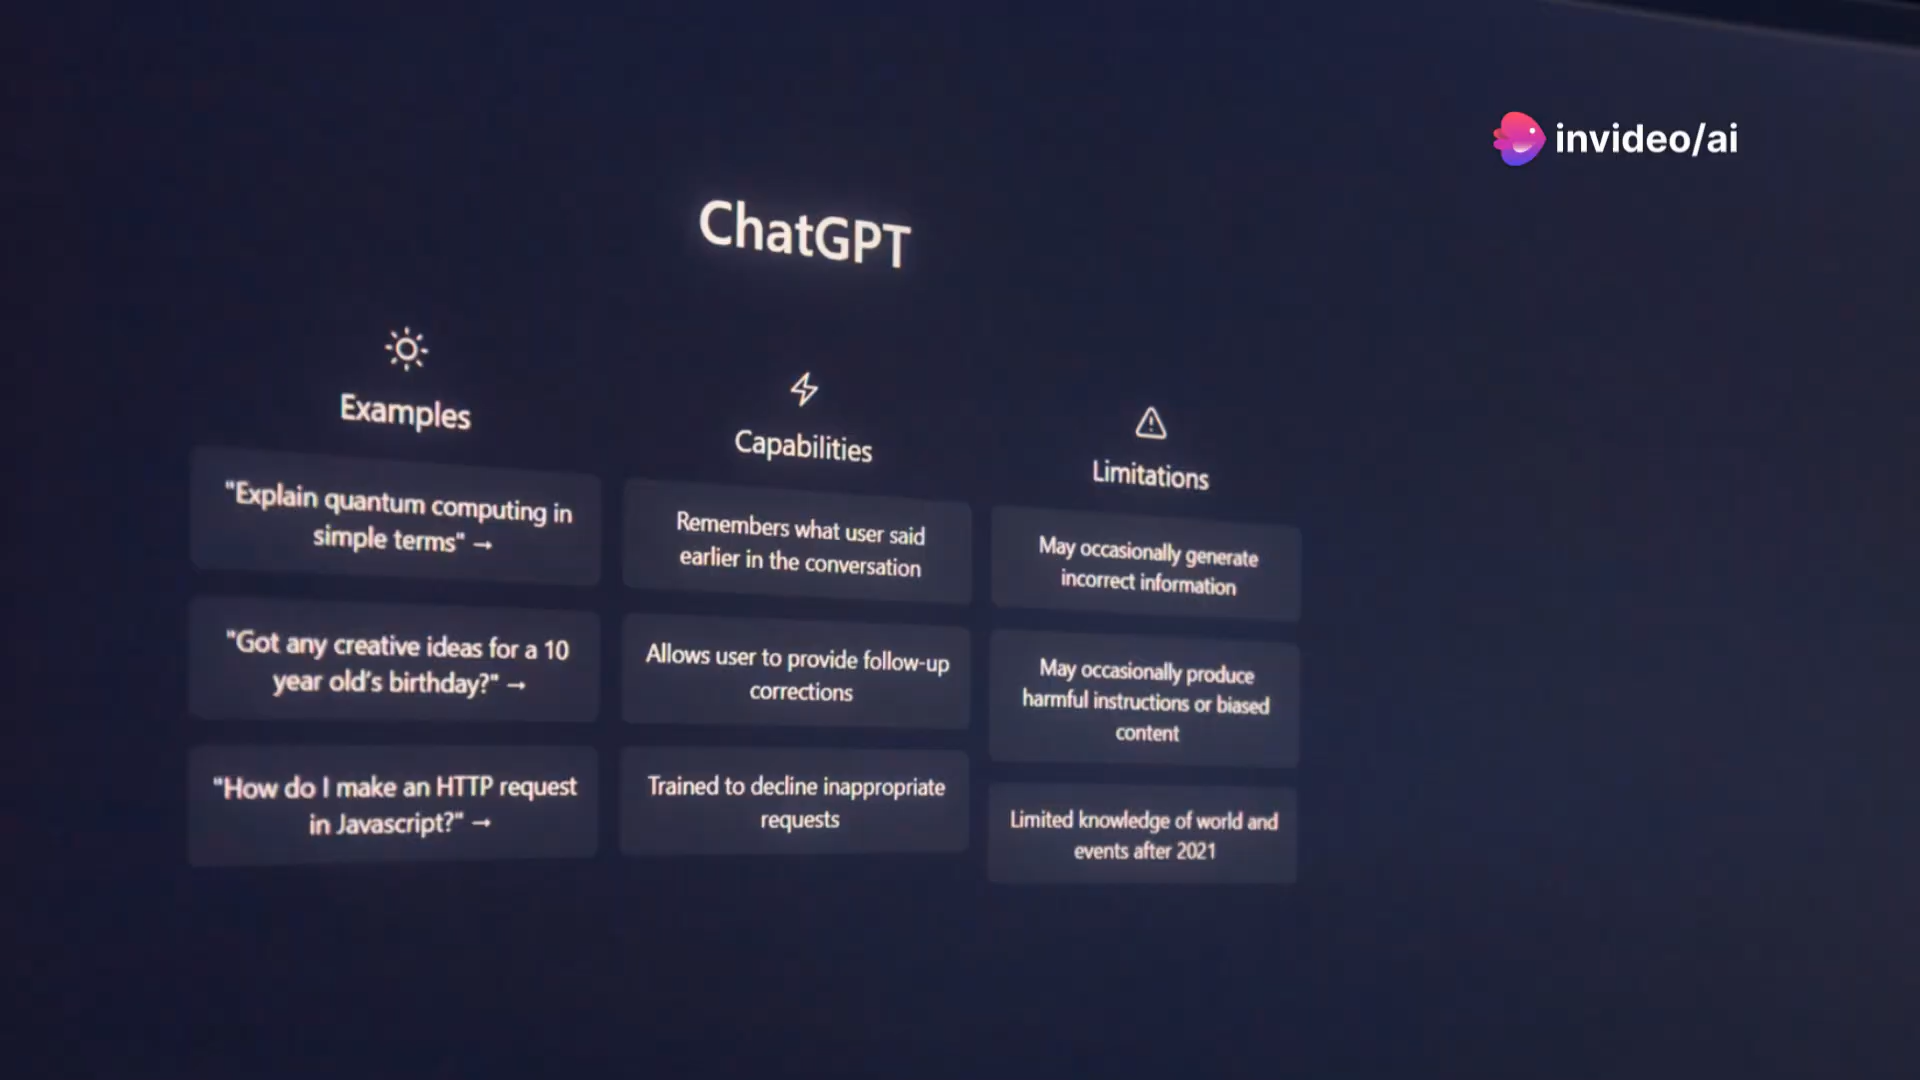 invideo/ai
ChatGPT
Examples
"Explain quantum computing in
simple terms" →
"Got any creative ideas for a 10
year old's birthday?" →
"How do I make an HTTP request
in Javascript?" →
Capabilities
Remembers what user said
earlier in the conversation
Allows user to provide follow-up
corrections
Trained to decline inappropriate
requests
Limitations
May occasionally generate
incorrect information
May occasionally produce
harmful instructions or biased
content
Limited knowledge of world and
events after 2021